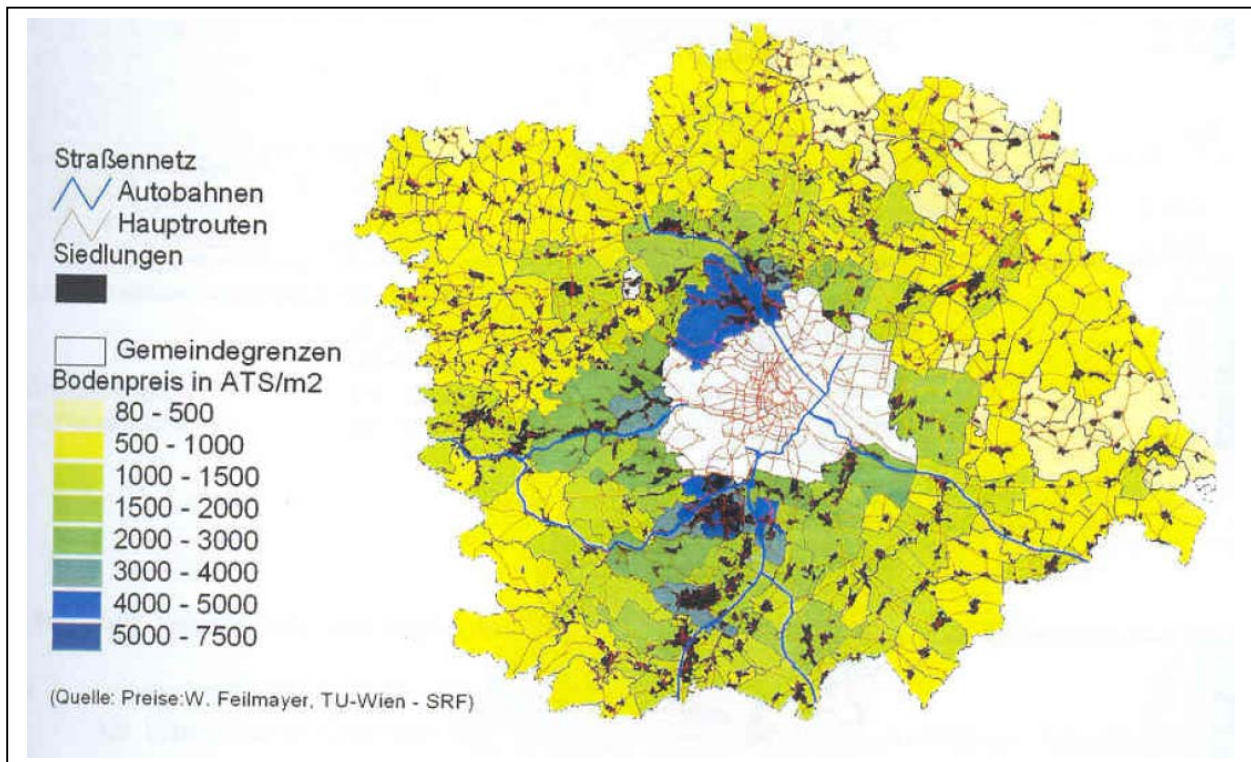 Straßennetz
Autobahnen
Hauptrouten
Siedlungen
Gemeindegrenzen
Bodenpreis in ATS/m2
80 - 500
500 - 1000
1000 - 1500
1500 - 2000
2000 - 3000
3000 - 4000
4000 - 5000
5000 - 7500
(Quelle: Preise:W. Feilmayer, TU-Wien - SRF)